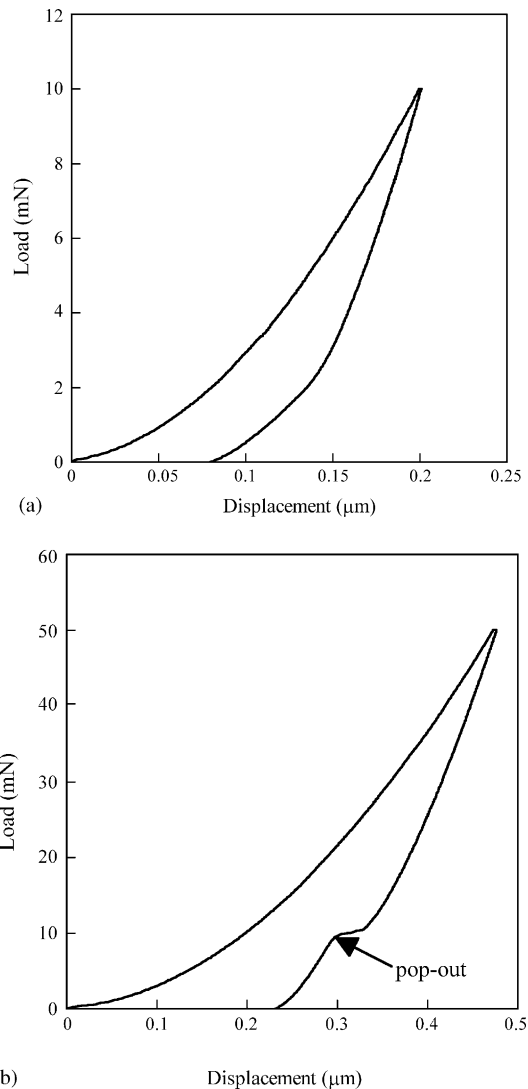 12
10
8
6
4
2
0
Load (mN)
0 0.05 0.1 0.15 0.2 0.25
(a) Displacement (μm)
60
50
40
30
20
10
0
Load (mN)
pop-out
0 0.1 0.2 0.3 0.4 0.5
b) Displacement (μm)